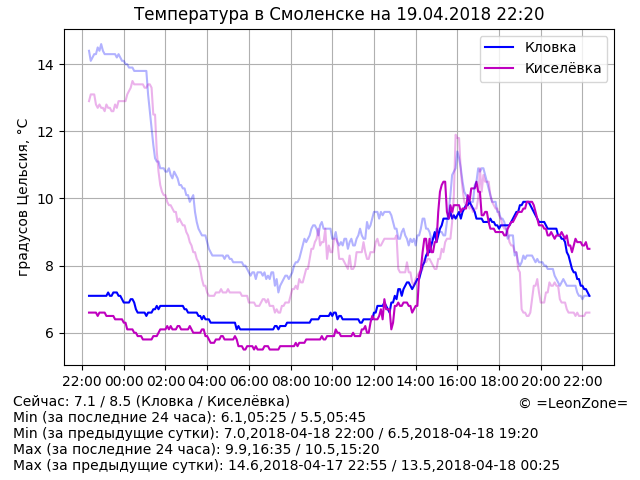 Температура в Смоленске на 19.04.2018 22:20
Кловка
Киселёвка
градусов Цельсия, °C
14
12
10
8
6
22:00 00:00 02:00 04:00 06:00 08:00 10:00 12:00 14:00 16:00 18:00 20:00 22:00
Сейчас: 7.1 / 8.5 (Кловка / Киселёвка)
© =LeonZone=
Min (за последние 24 часа): 6.1,05:25 / 5.5,05:45
Min (за предыдущие сутки): 7.0,2018-04-18 22:00 / 6.5,2018-04-18 19:20
Max (за последние 24 часа): 9.9,16:35 / 10.5,15:20
Max (за предыдущие сутки): 14.6,2018-04-17 22:55 / 13.5,2018-04-18 00:25